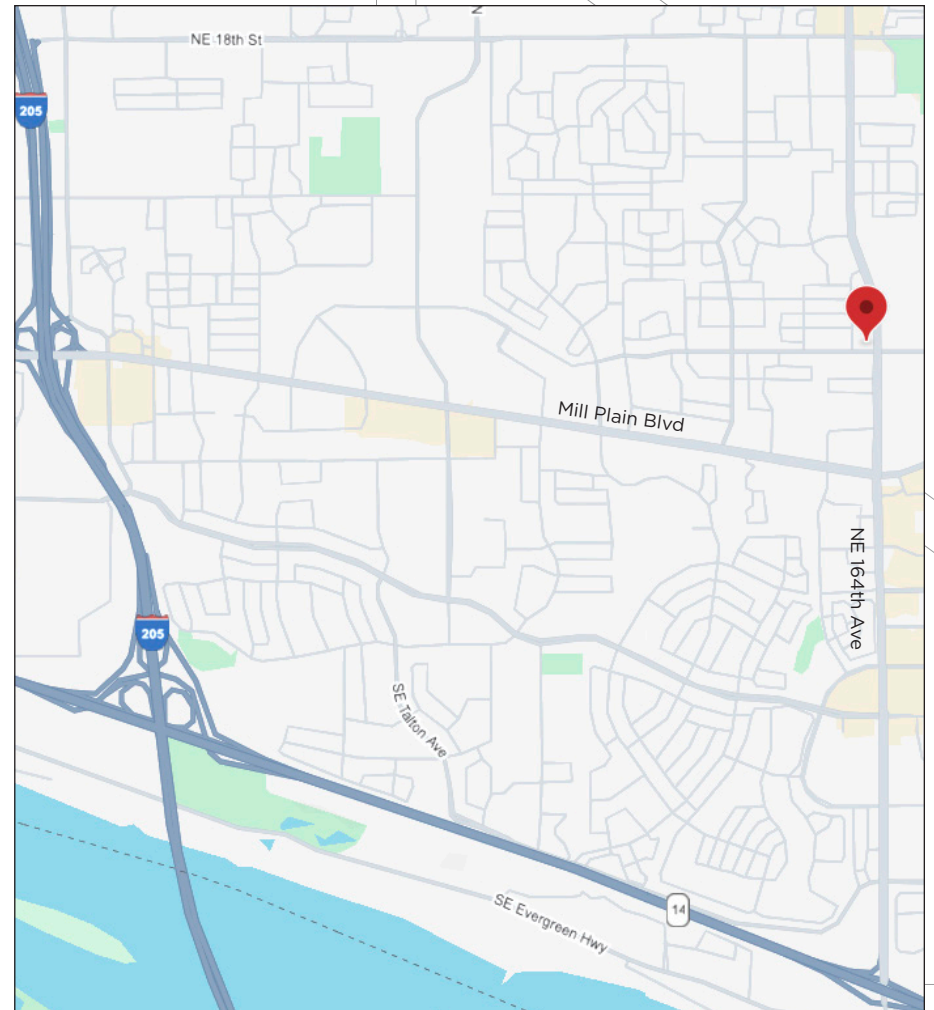 N
NE 18th St
205
Mill Plain Blvd
NE 164th Ave
205
SE Talton Ave
SE Evergreen Hwy
14